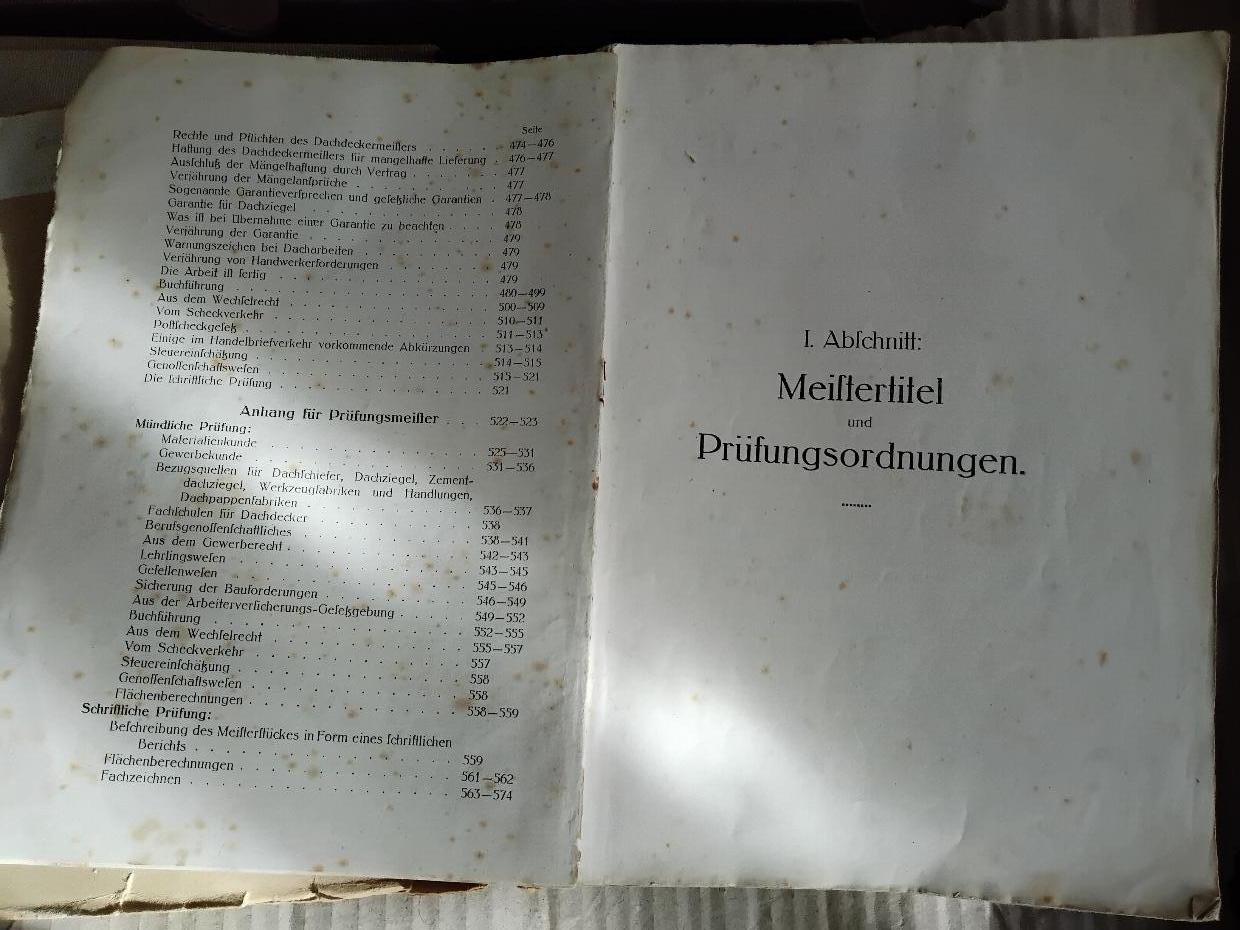 Seite
Rechte und Pflichten des Dachdeckermeiſters . . . . . 474—476
Haftung des Dachdeckermeiſters für mangelhafte Lieferung . 476—477
Ausſchluß der Mängelhaftung durch Vertrag . . . . . 477
Verjährung der Mängelanſprüche . . . . . . . 477
Sogenannte Garantieverſprechen und geſetzliche Garantien . 477—478
Garantie für Dachziegel . . . . . . . . . 478
Was iſt bei Übernahme einer Garantie zu beachten . . . . 478
Verjährung der Garantie . . . . . . . . . 479
Warnungszeichen bei Dacharbeiten . . . . . . . 479
Verjährung von Handwerkerforderungen . . . . . . 479
Die Arbeit iſt fertig . . . . . . . . . . 479
Buchführung . . . . . . . . . . . . 480—499
Aus dem Wechſelrecht . . . . . . . . . . 500—509
Vom Scheckverkehr . . . . . . . . . . 510—511
Poſtſcheckgeſetz . . . . . . . . . . . 511—513
Einige im Handelbriefverkehr vorkommende Abkürzungen . 513—514
Steuereinſchätzung . . . . . . . . . . 514—515
Genoſſenſchaftsweſen . . . . . . . . . . 515—521
Die ſchriftliche Prüfung . . . . . . . . . 521
Anhang für Prüfungsmeiſter . . . 522—523
Mündliche Prüfung:
Materialienkunde . . . . . . . . . . 525—531
Gewerbekunde . . . . . . . . . . . 531—536
Bezugsquellen für Dachſchiefer, Dachziegel, Zement-
dachziegel, Werkzeugfabriken und Handlungen,
Dachpappenfabriken . . . . . . . . . 536—537
Fachſchulen für Dachdecker . . . . . . . . 538
Berufsgenoſſenſchaftliches . . . . . . . . 538—541
Aus dem Gewerberecht . . . . . . . . . 542—543
Lehrlingsweſen . . . . . . . . . . . 543—545
Geſellenweſen . . . . . . . . . . . 545—546
Sicherung der Bauforderungen . . . . . . . 546—549
Aus der Arbeiterverſicherungs-Geſetzgebung . . . . . 549—552
Buchführung . . . . . . . . . . . . 552—555
Aus dem Wechſelrecht . . . . . . . . . 555—557
Vom Scheckverkehr . . . . . . . . . . 557
Steuereinſchätzung . . . . . . . . . . 558
Genoſſenſchaftsweſen . . . . . . . . . . 558
Flächenberechnungen . . . . . . . . . . 558—559
Schriftliche Prüfung:
Beſchreibung des Meiſterſtückes in Form eines ſchriftlichen
Berichts . . . . . . . . . . . . 559
Flächenberechnungen . . . . . . . . . . 561—562
Fachzeichnen . . . . . . . . . . . 563—574
I. Abſchnitt:
Meiſtertitel
und
Prüfungsordnungen.